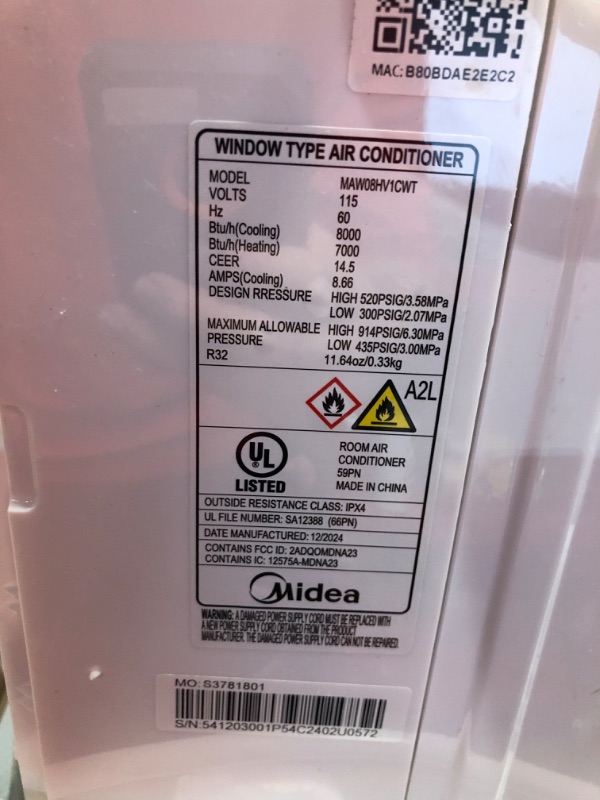 MAC: B80BDAE2E2C2
WINDOW TYPE AIR CONDITIONER
MODEL MAW08HV1CWT
VOLTS 115
Hz 60
Btu/h(Cooling) 8000
Btu/h(Heating) 7000
CEER 14.5
AMPS(Cooling) 8.66
DESIGN RRESSURE HIGH 520PSIG/3.58MPa
LOW 300PSIG/2.07MPa
MAXIMUM ALLOWABLE HIGH 914PSIG/6.30MPa
PRESSURE LOW 435PSIG/3.00MPa
R32 11.64oz/0.33kg
A2L
UL
LISTED
ROOM AIR
CONDITIONER
59PN
MADE IN CHINA
OUTSIDE RESISTANCE CLASS: IPX4
UL FILE NUMBER: SA12388 (66PN)
DATE MANUFACTURED: 12/2024
CONTAINS FCC ID: 2ADQOMDNA23
CONTAINS IC: 12575A-MDNA23
Midea
WARNING: A DAMAGED POWER SUPPLY CORD MUST BE REPLACED WITH
A NEW POWER SUPPLY CORD OBTAINED FROM THE PRODUCT
MANUFACTURER. THE DAMAGED POWER SUPPLY CORD CAN NOT BE REPAIRED.
MO: S3781801
S/N: 541203001P54C2402U0572